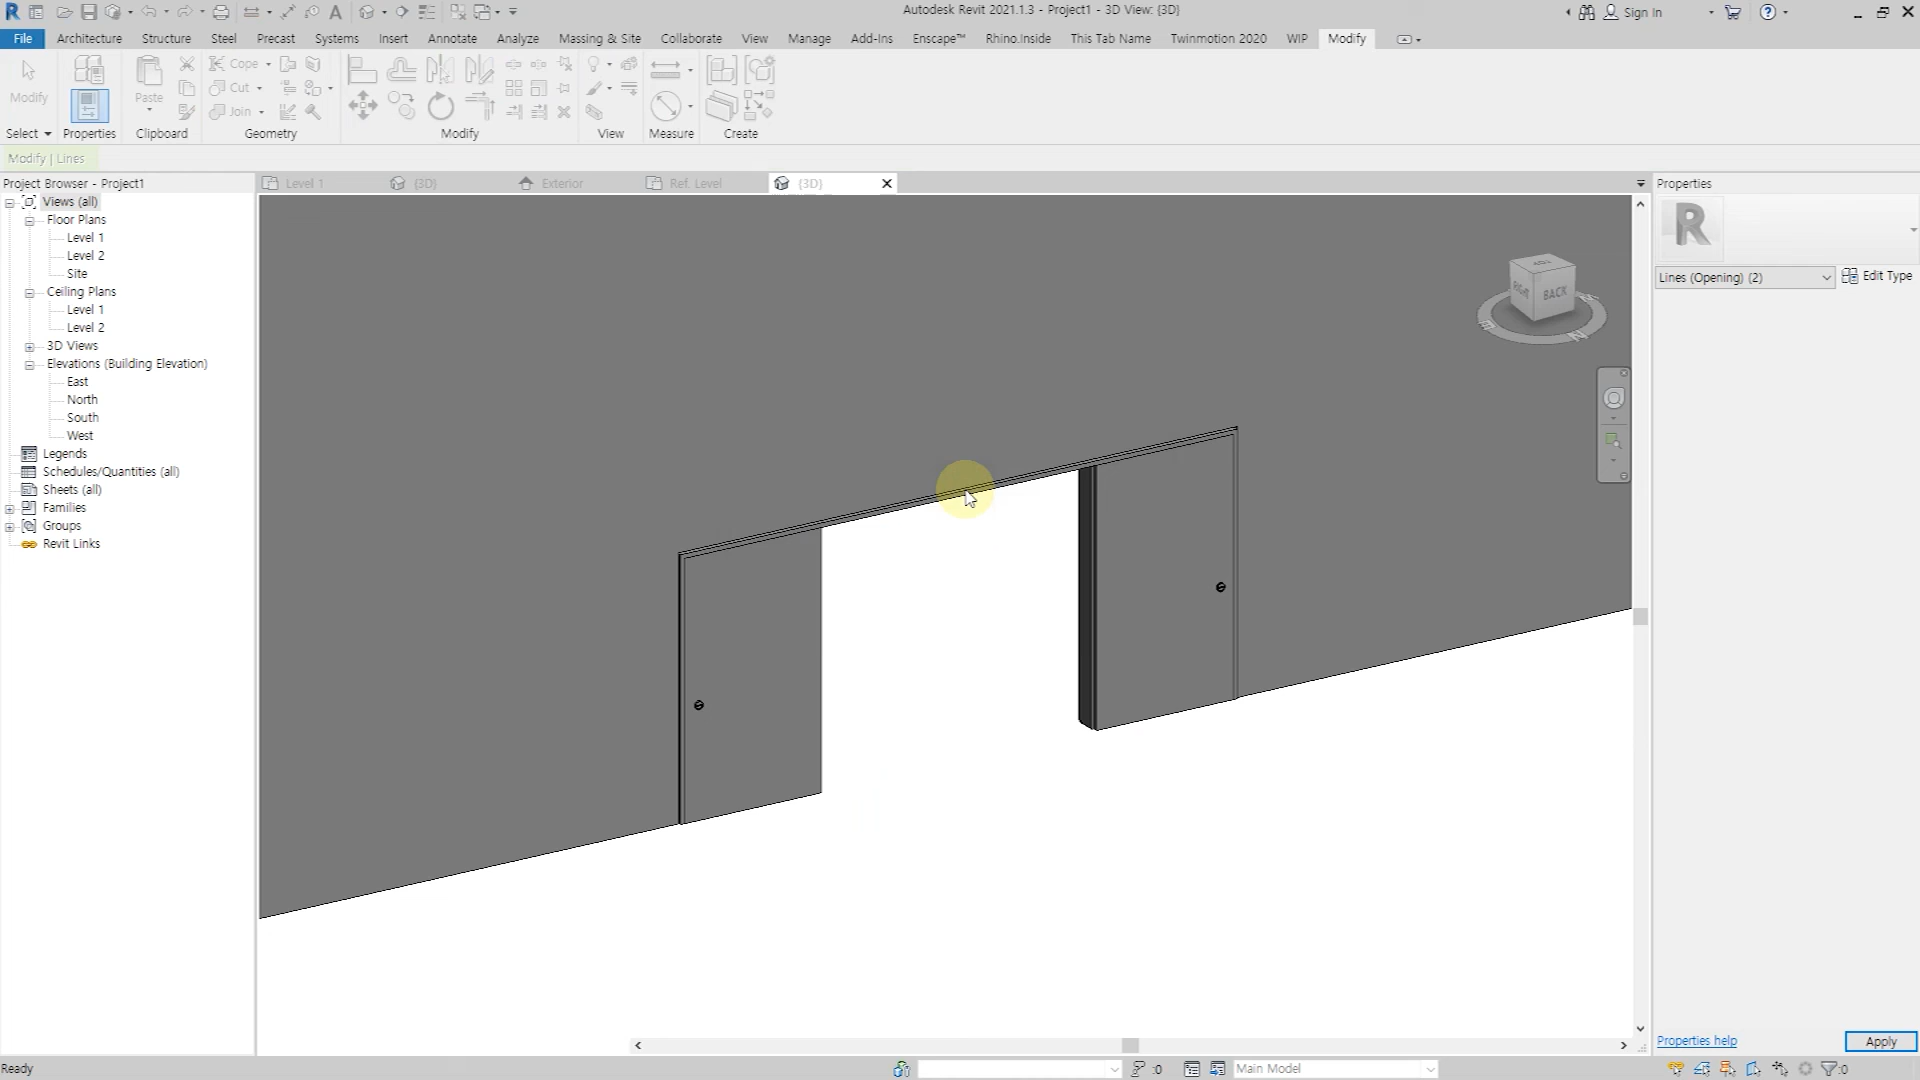 Autodesk Revit 2021.1.3 - Project1 - 3D View: {3D}
Sign In
File Architecture Structure Steel Precast Systems Insert Annotate Analyze Massing & Site Collaborate View Manage Add-Ins Enscape™ Rhino.Inside This Tab Name Twinmotion 2020 WIP Modify
Cope
Cut
Join
Modify
Paste
Select Properties Clipboard Geometry Modify View Measure Create
Modify | Lines
Project Browser - Project1
Level 1 {3D} Exterior Ref. Level {3D}
Properties
Views (all)
Floor Plans
Level 1
Level 2
Site
Ceiling Plans
Level 1
Level 2
3D Views
Elevations (Building Elevation)
East
North
South
West
Legends
Schedules/Quantities (all)
Sheets (all)
Families
Groups
Revit Links
TOP
RIGHT
BACK
Lines (Opening) (2)
Edit Type
Properties help
Apply
Ready
:0
Main Model
:0